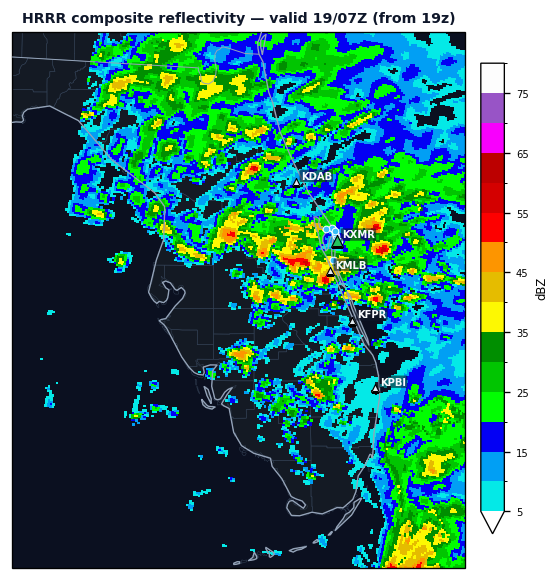 HRRR composite reflectivity — valid 19/07Z (from 19z)
KDAB
KXMR
KMLB
KFPR
KPBI
75
65
55
45
35
25
15
5
dBZ